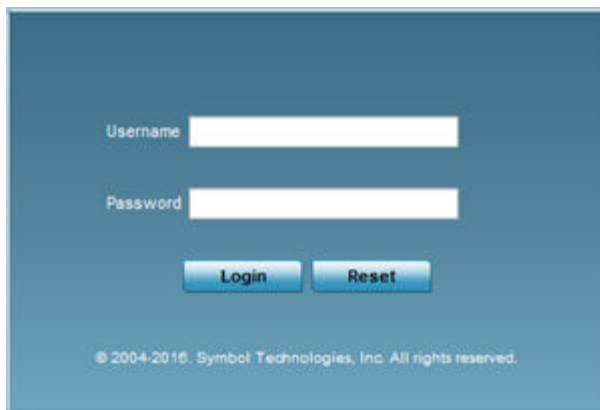 Username
Password
Login Reset
© 2004-2016. Symbol Technologies, Inc. All rights reserved.